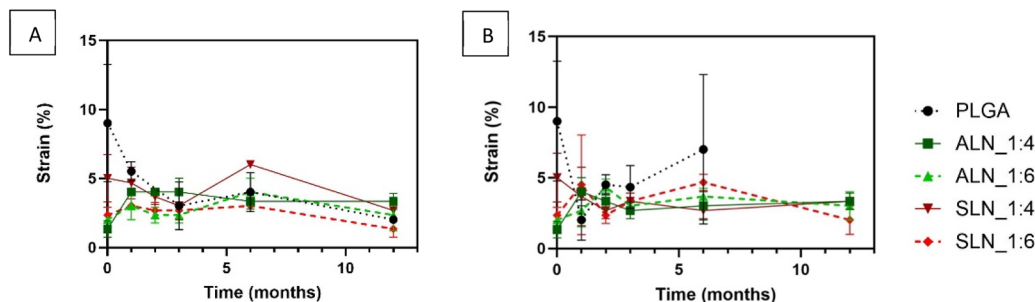 A
15
10
5
0
Strain (%)
0
5
10
Time (months)
B
15
10
5
0
Strain (%)
0
5
10
Time (months)
PLGA
ALN_1:4
ALN_1:6
SLN_1:4
SLN_1:6